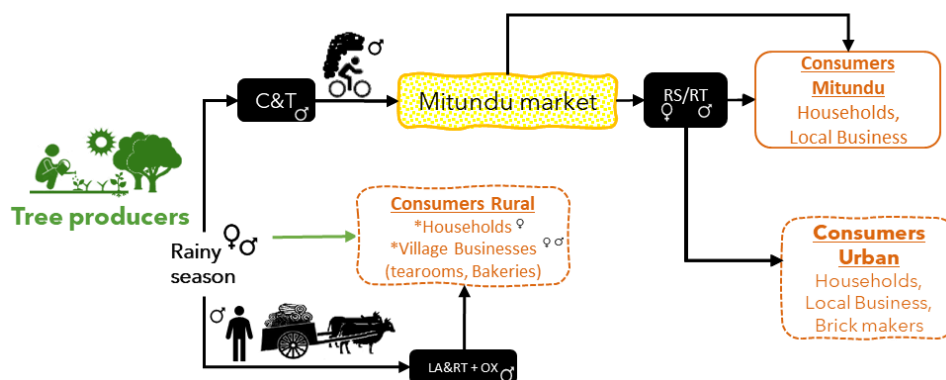 C&T ♂
♂
Mitundu market
RS/RT
♀ ♂
Consumers
Mitundu
Households,
Local Business
Tree producers
Rainy ♀♂
season
Consumers Rural
*Households ♀
*Village Businesses ♀ ♂
(tearooms, Bakeries)
Consumers
Urban
Households,
Local Business,
Brick makers
♂
LA&RT + OX ♂